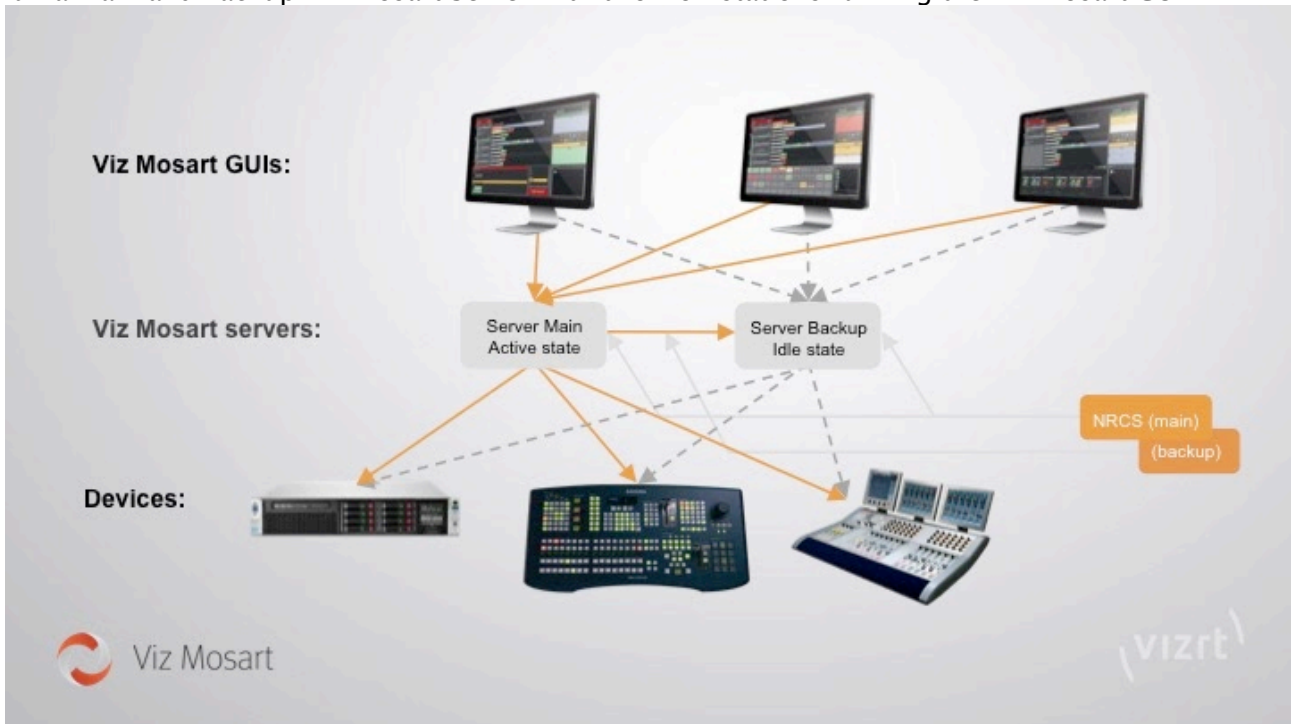 Viz Mosart GUIs:
Viz Mosart servers:
Server Main
Active state
Server Backup
Idle state
NRCS (main)
(backup)
Devices:
Viz Mosart
vizrt